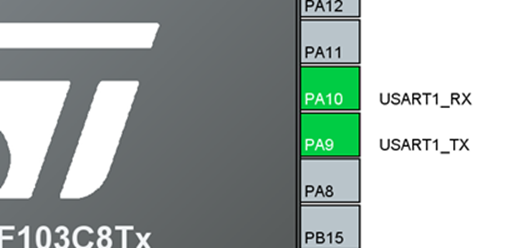 PA12
PA11
PA10 USART1_RX
PA9 USART1_TX
PA8
F103C8Tx
PB15